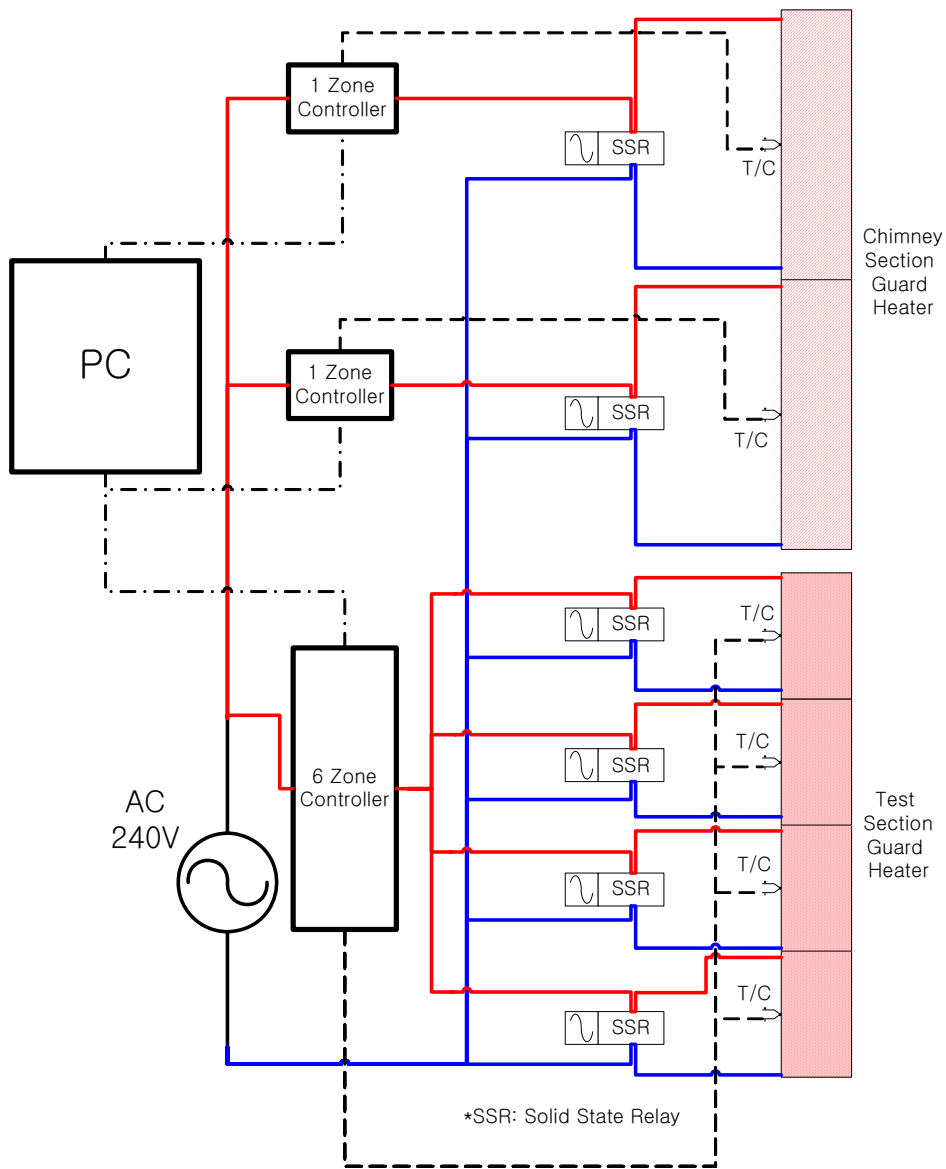 1 Zone
Controller
SSR
T/C
Chimney
Section
Guard
Heater
PC
1 Zone
Controller
SSR
T/C
SSR
T/C
SSR
T/C
6 Zone
Controller
AC
240V
Test
Section
Guard
Heater
SSR
T/C
SSR
T/C
*SSR: Solid State Relay